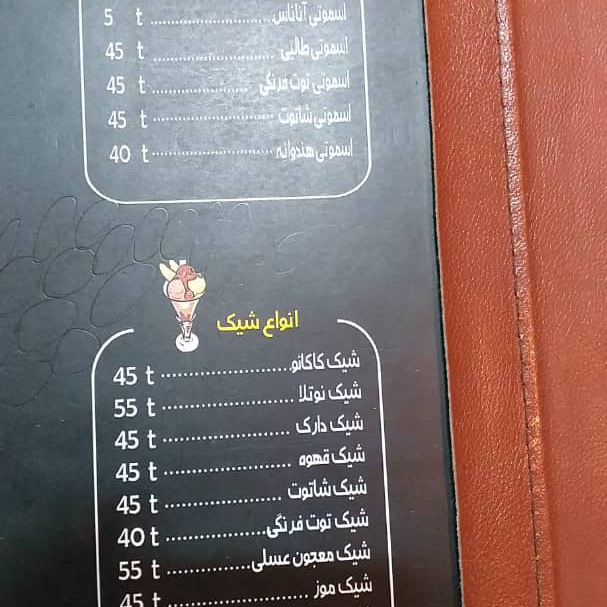 اسموتی آناناس ........................ 5 t
اسموتی طالبی ........................ 45 t
اسموتی توت فرنگی ................ 45 t
اسموتی شاتوت ........................ 45 t
اسموتی هندوانه ........................ 40 t
انواع شیک
شیک کاکائو ........................ 45 t
شیک نوتلا ........................ 55 t
شیک دارک ........................ 45 t
شیک قهوه ........................ 45 t
شیک شاتوت ........................ 45 t
شیک توت فرنگی ................ 40 t
شیک معجون عسلی ............ 55 t
شیک موز ........................ 45 t